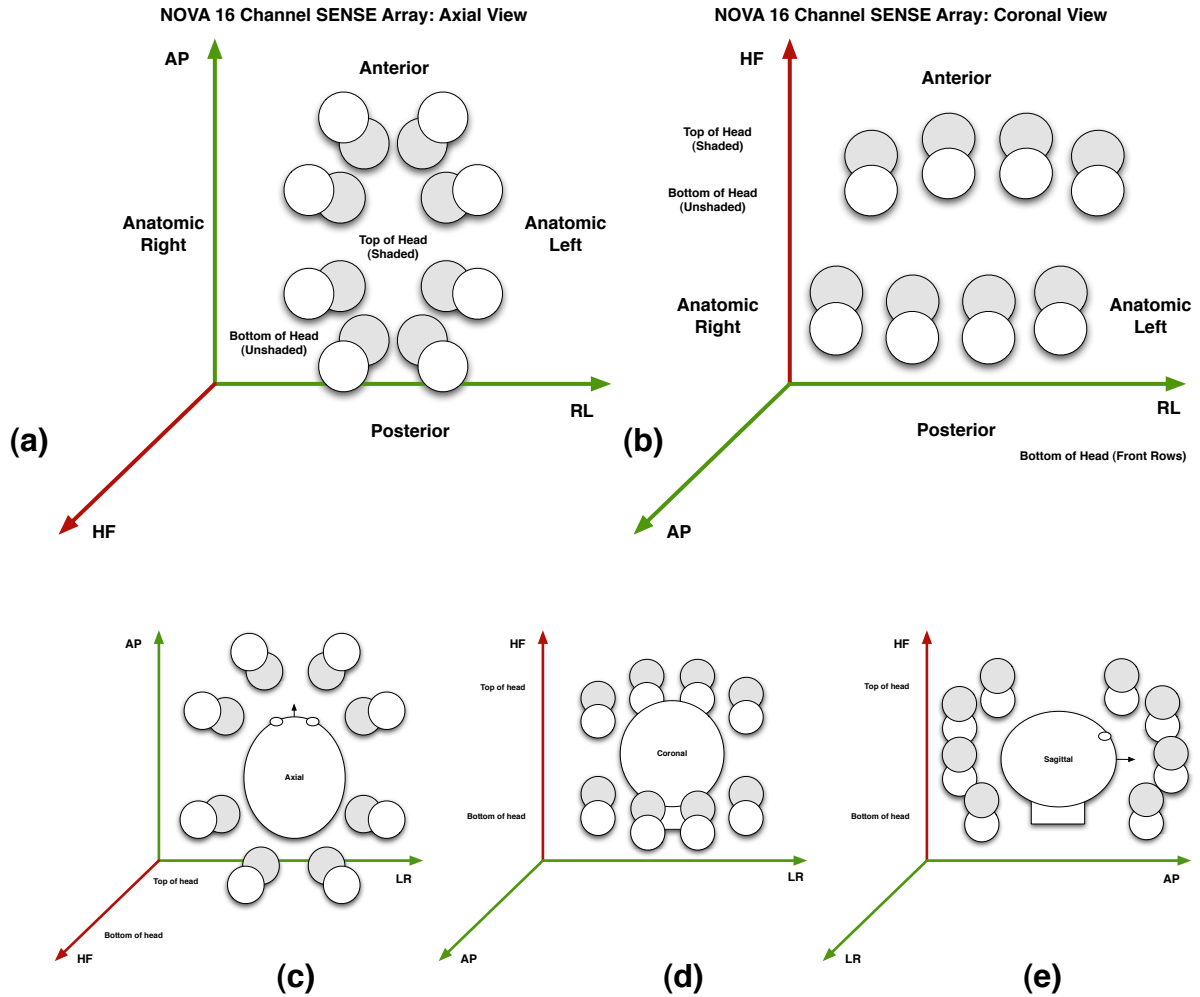 NOVA 16 Channel SENSE Array: Axial View
AP
Anterior
Anatomic
Right
Anatomic
Left
Top of Head
(Shaded)
Bottom of Head
(Unshaded)
RL
(a)
Posterior
HF
NOVA 16 Channel SENSE Array: Coronal View
HF
Anterior
Top of Head
(Shaded)
Bottom of Head
(Unshaded)
Anatomic
Right
Anatomic
Left
RL
(b)
Posterior
Bottom of Head (Front Rows)
AP
AP
Axial
LR
Top of head
Bottom of head
HF
(c)
HF
Top of head
Coronal
Bottom of head
LR
AP
(d)
HF
Top of head
Sagittal
Bottom of head
AP
LR
(e)